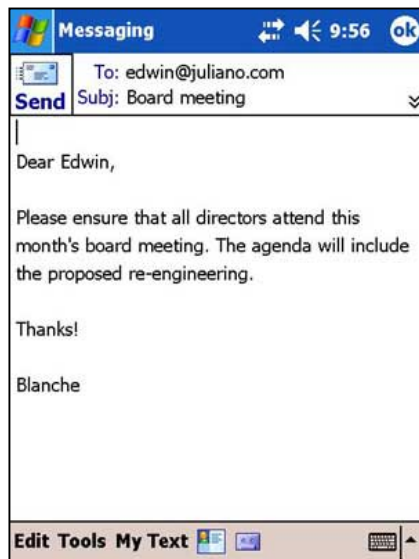 Messaging 9:56 ok
To: edwin@juliano.com
Send Subj: Board meeting
Dear Edwin,
Please ensure that all directors attend this
month's board meeting. The agenda will include
the proposed re-engineering.
Thanks!
Blanche
Edit Tools My Text